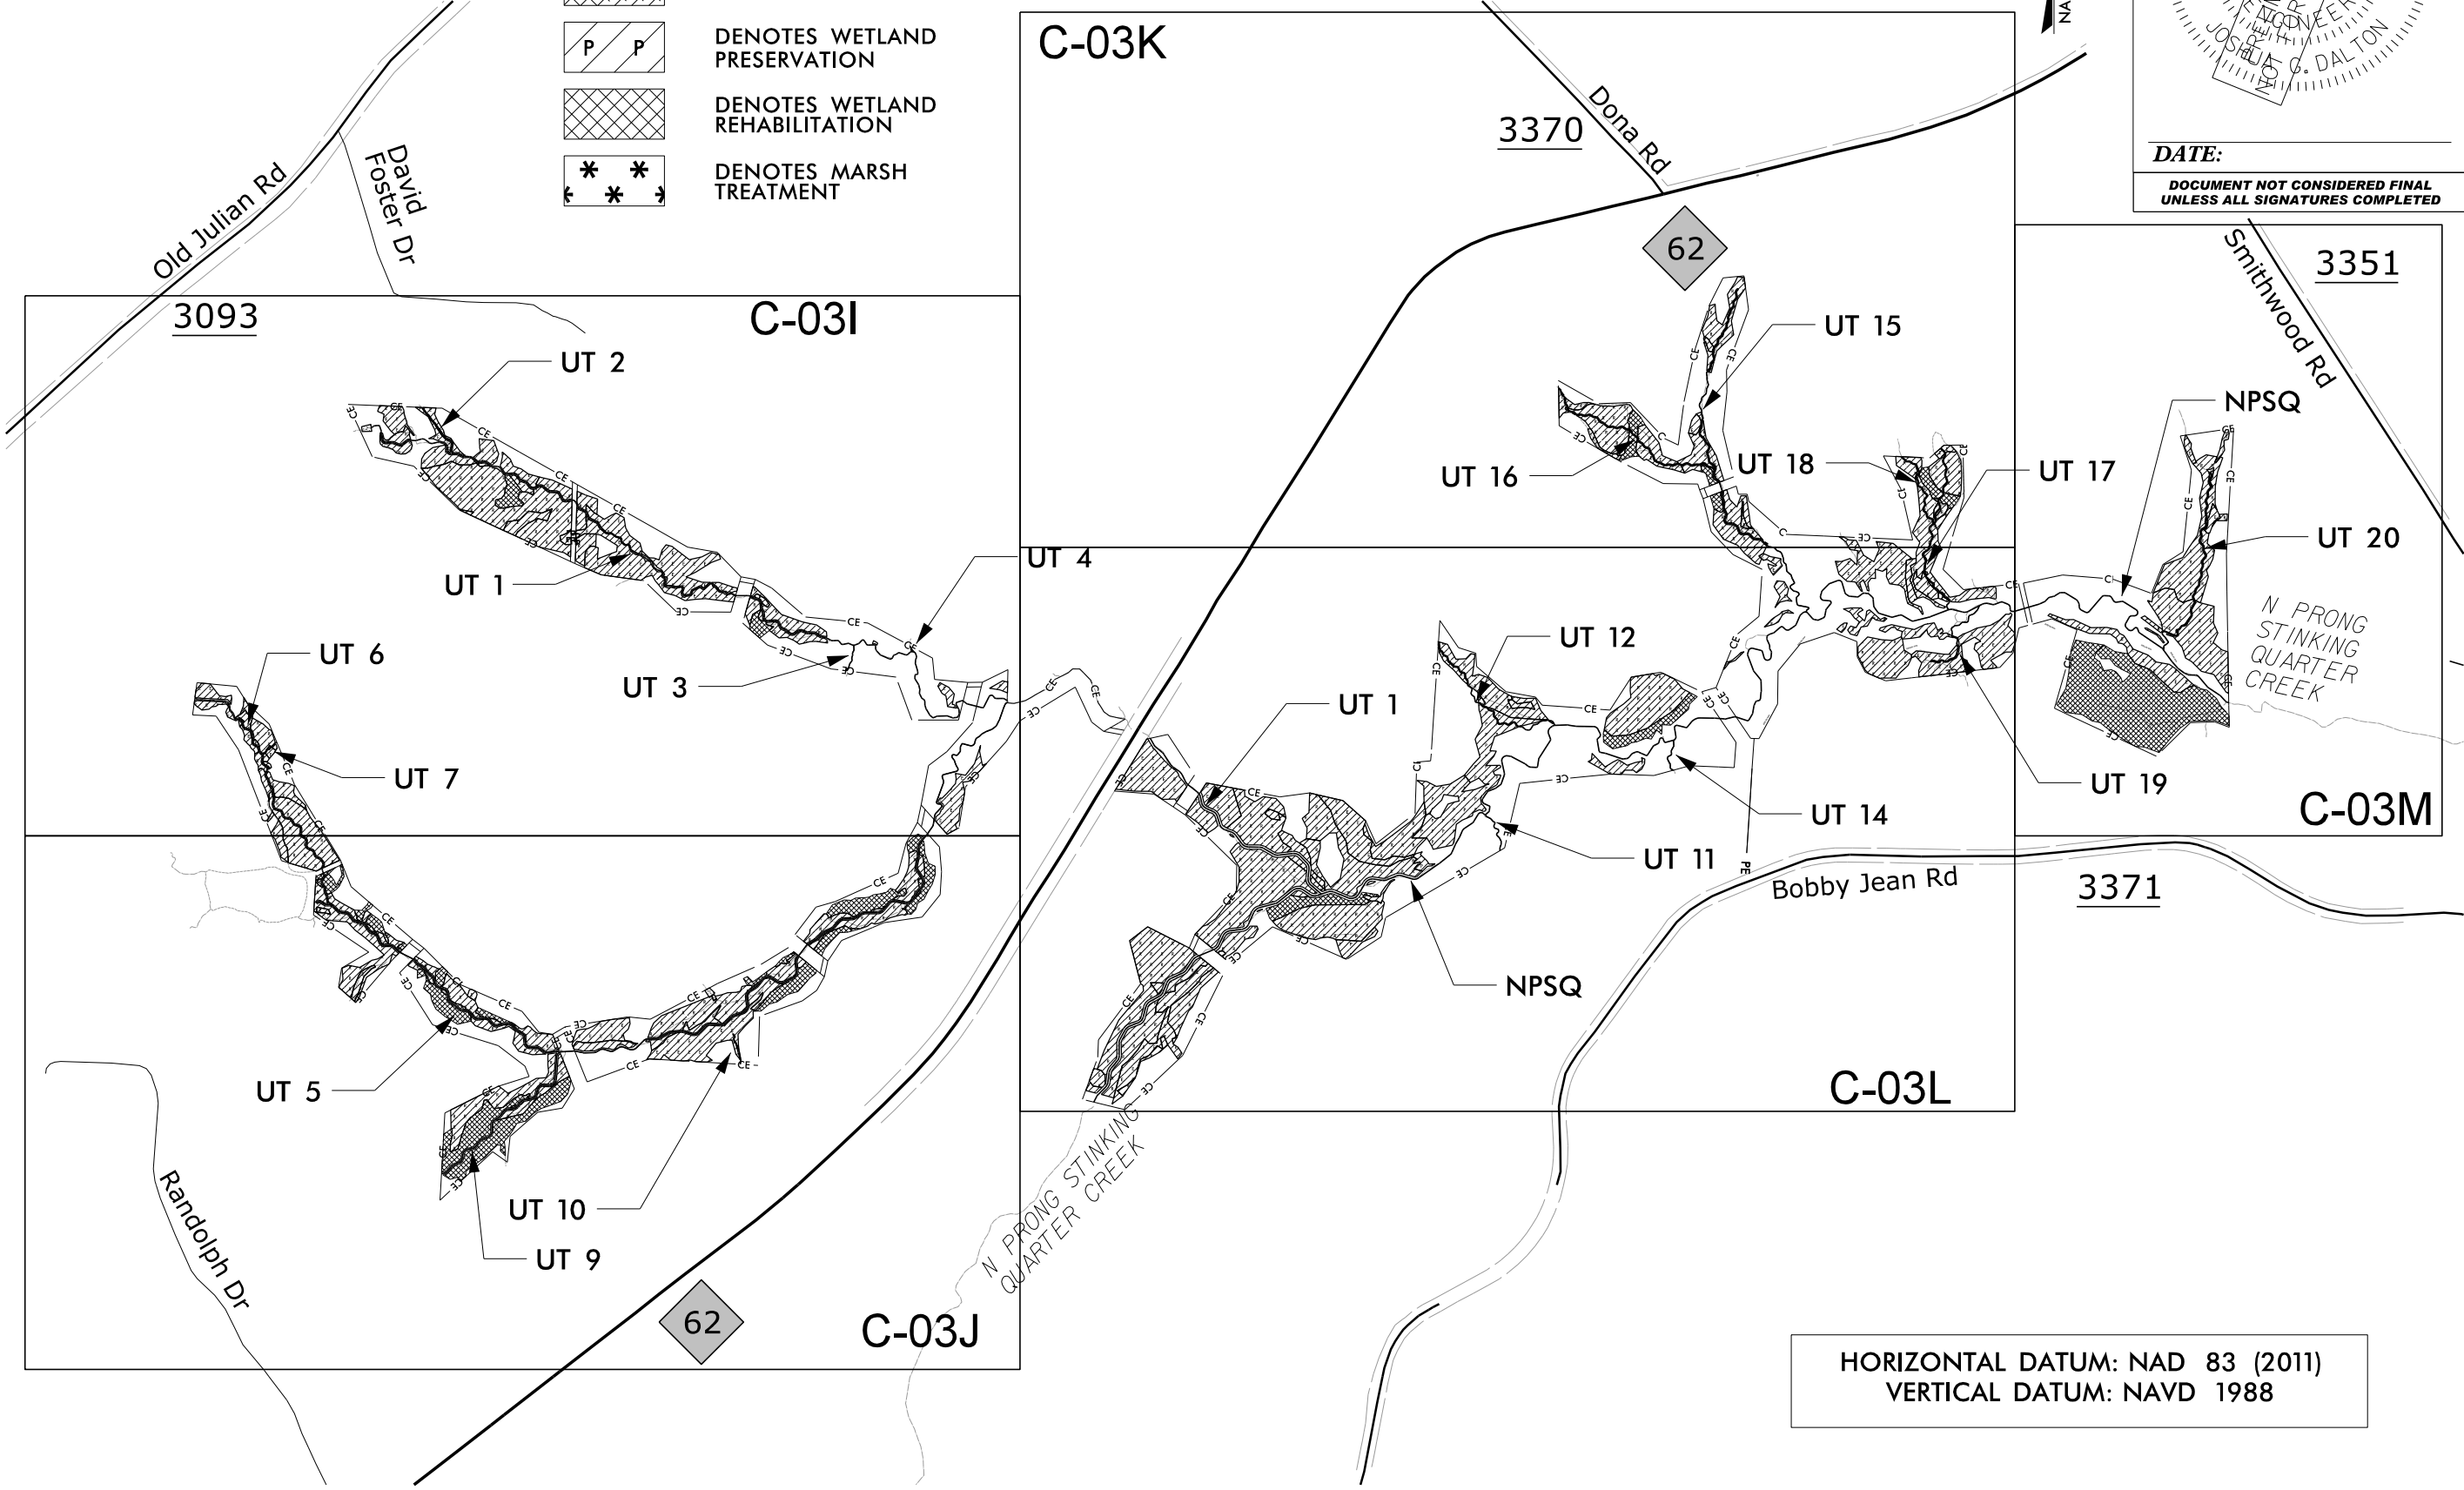 P P
DENOTES WETLAND
PRESERVATION
DENOTES WETLAND
REHABILITATION
DENOTES MARSH
TREATMENT
C-03K
Dona Rd
3370
62
JOSHUA G. DALTON
DATE:
DOCUMENT NOT CONSIDERED FINAL
UNLESS ALL SIGNATURES COMPLETED
Old Julian Rd
David
Foster Dr
3093
C-03I
UT 2
UT 1
UT 4
UT 3
UT 6
UT 7
UT 15
UT 16
UT 18
UT 17
Smithwood Rd
3351
NPSQ
UT 20
N PRONG
STINKING
QUARTER
CREEK
UT 12
UT 1
UT 14
UT 19
C-03M
UT 11
PE
Bobby Jean Rd
3371
NPSQ
C-03L
UT 5
UT 10
UT 9
Randolph Dr
62
C-03J
N PRONG STINKING
QUARTER CREEK
CE
HORIZONTAL DATUM: NAD 83 (2011)
VERTICAL DATUM: NAVD 1988